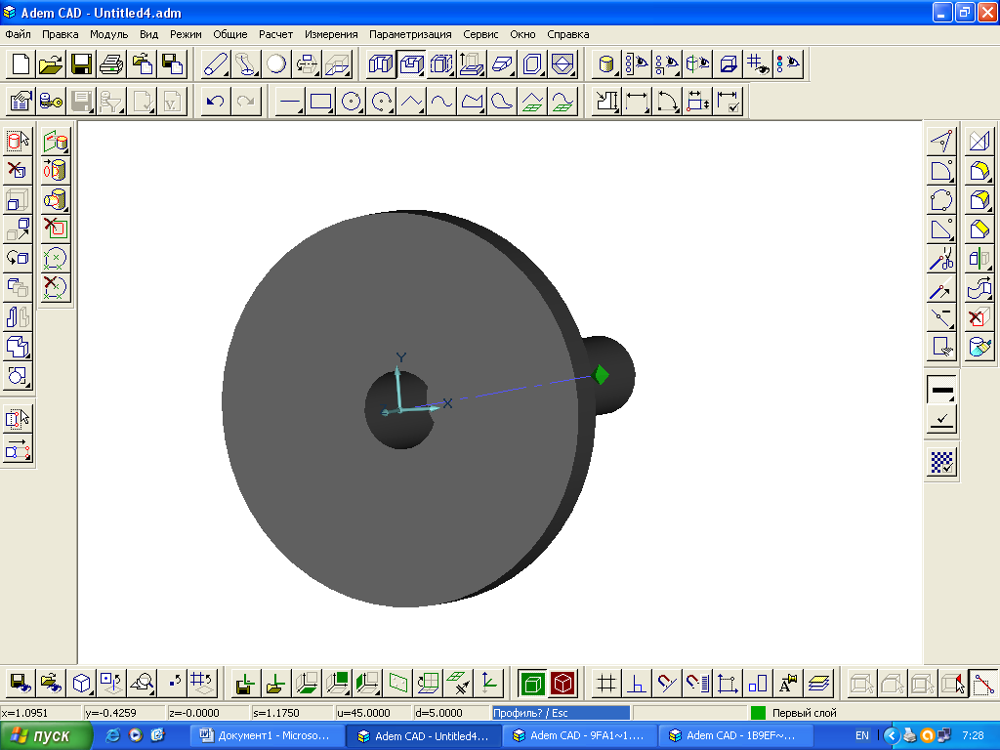 Adem CAD - Untitled4.adm
Файл Правка Модуль Вид Режим Общие Расчет Измерения Параметризация Сервис Окно Справка
Y
X
x=1.0951 y=-0.4259 z=-0.0000 s=1.1750 u=45.0000 d=5.0000 Профиль? / Esc Первый слой
пуск Документ1 - Microso... Adem CAD - Untitled4... Adem CAD - 9FA1~1.... Adem CAD - 1B9EF~... EN 7:28